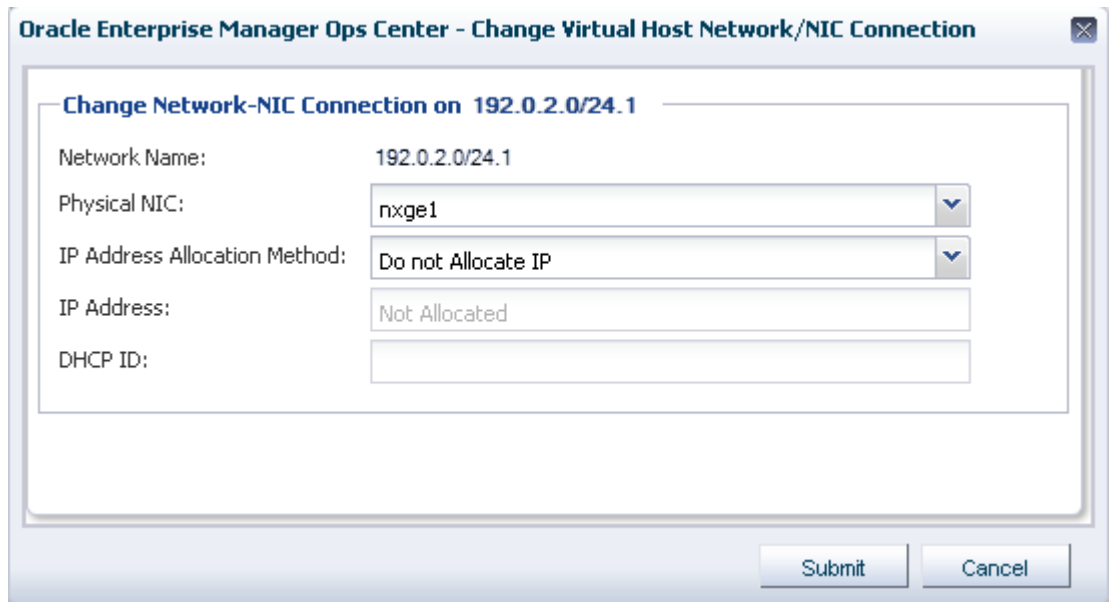 Oracle Enterprise Manager Ops Center - Change Virtual Host Network/NIC Connection
Change Network-NIC Connection on 192.0.2.0/24.1
Network Name: 192.0.2.0/24.1
Physical NIC: nxge1
IP Address Allocation Method: Do not Allocate IP
IP Address: Not Allocated
DHCP ID:
Submit Cancel